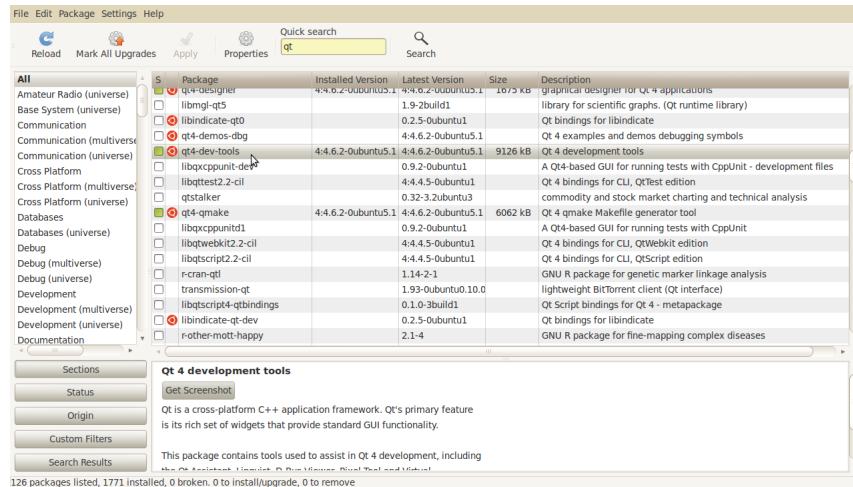 File Edit Package Settings Help
Quick search
Reload Mark All Upgrades Apply Properties qt Search
All
Amateur Radio (universe)
Base System (universe)
Communication
Communication (multiverse
Communication (universe)
Cross Platform
Cross Platform (multiverse)
Cross Platform (universe)
Databases
Databases (universe)
Debug
Debug (multiverse)
Debug (universe)
Development
Development (multiverse)
Development (universe)
Documentation
S Package Installed Version Latest Version Size Description
qt4-designer 4:4.6.2-0ubuntu5.1 4:4.6.2-0ubuntu5.1 1675 kB graphical designer for Qt 4 applications
libmgl-qt5 1.9-2build1 library for scientific graphs. (Qt runtime library)
libindicate-qt0 0.2.5-0ubuntu1 Qt bindings for libindicate
qt4-demos-dbg 4:4.6.2-0ubuntu5.1 Qt 4 examples and demos debugging symbols
qt4-dev-tools 4:4.6.2-0ubuntu5.1 4:4.6.2-0ubuntu5.1 9126 kB Qt 4 development tools
libqxcppunit-dev 0.9.2-0ubuntu1 A Qt4-based GUI for running tests with CppUnit - development files
libqttest2.2-cil 4:4.4.5-0ubuntu1 Qt 4 bindings for CLI, QtTest edition
qtstalker 0.32-3.2ubuntu3 commodity and stock market charting and technical analysis
qt4-qmake 4:4.6.2-0ubuntu5.1 4:4.6.2-0ubuntu5.1 6062 kB Qt 4 qmake Makefile generator tool
libqxcppunitd1 0.9.2-0ubuntu1 A Qt4-based GUI for running tests with CppUnit
libqtwebkit2.2-cil 4:4.4.5-0ubuntu1 Qt 4 bindings for CLI, QtWebkit edition
libqtscript2.2-cil 4:4.4.5-0ubuntu1 Qt 4 bindings for CLI, QtScript edition
r-cran-qtl 1.14-2-1 GNU R package for genetic marker linkage analysis
transmission-qt 1.93-0ubuntu0.10.0 lightweight BitTorrent client (Qt interface)
libqtscript4-qtbindings 0.1.0-3build1 Qt Script bindings for Qt 4 - metapackage
libindicate-qt-dev 0.2.5-0ubuntu1 Qt bindings for libindicate
r-other-mott-happy 2.1-4 GNU R package for fine-mapping complex diseases
Sections
Status
Origin
Custom Filters
Search Results
Qt 4 development tools
Get Screenshot
Qt is a cross-platform C++ application framework. Qt's primary feature
is its rich set of widgets that provide standard GUI functionality.
This package contains tools used to assist in Qt 4 development, including
the Qt Assistant, Linguist, D-Bus Viewer, Pixel Tool and Virtual
126 packages listed, 1771 installed, 0 broken. 0 to install/upgrade, 0 to remove